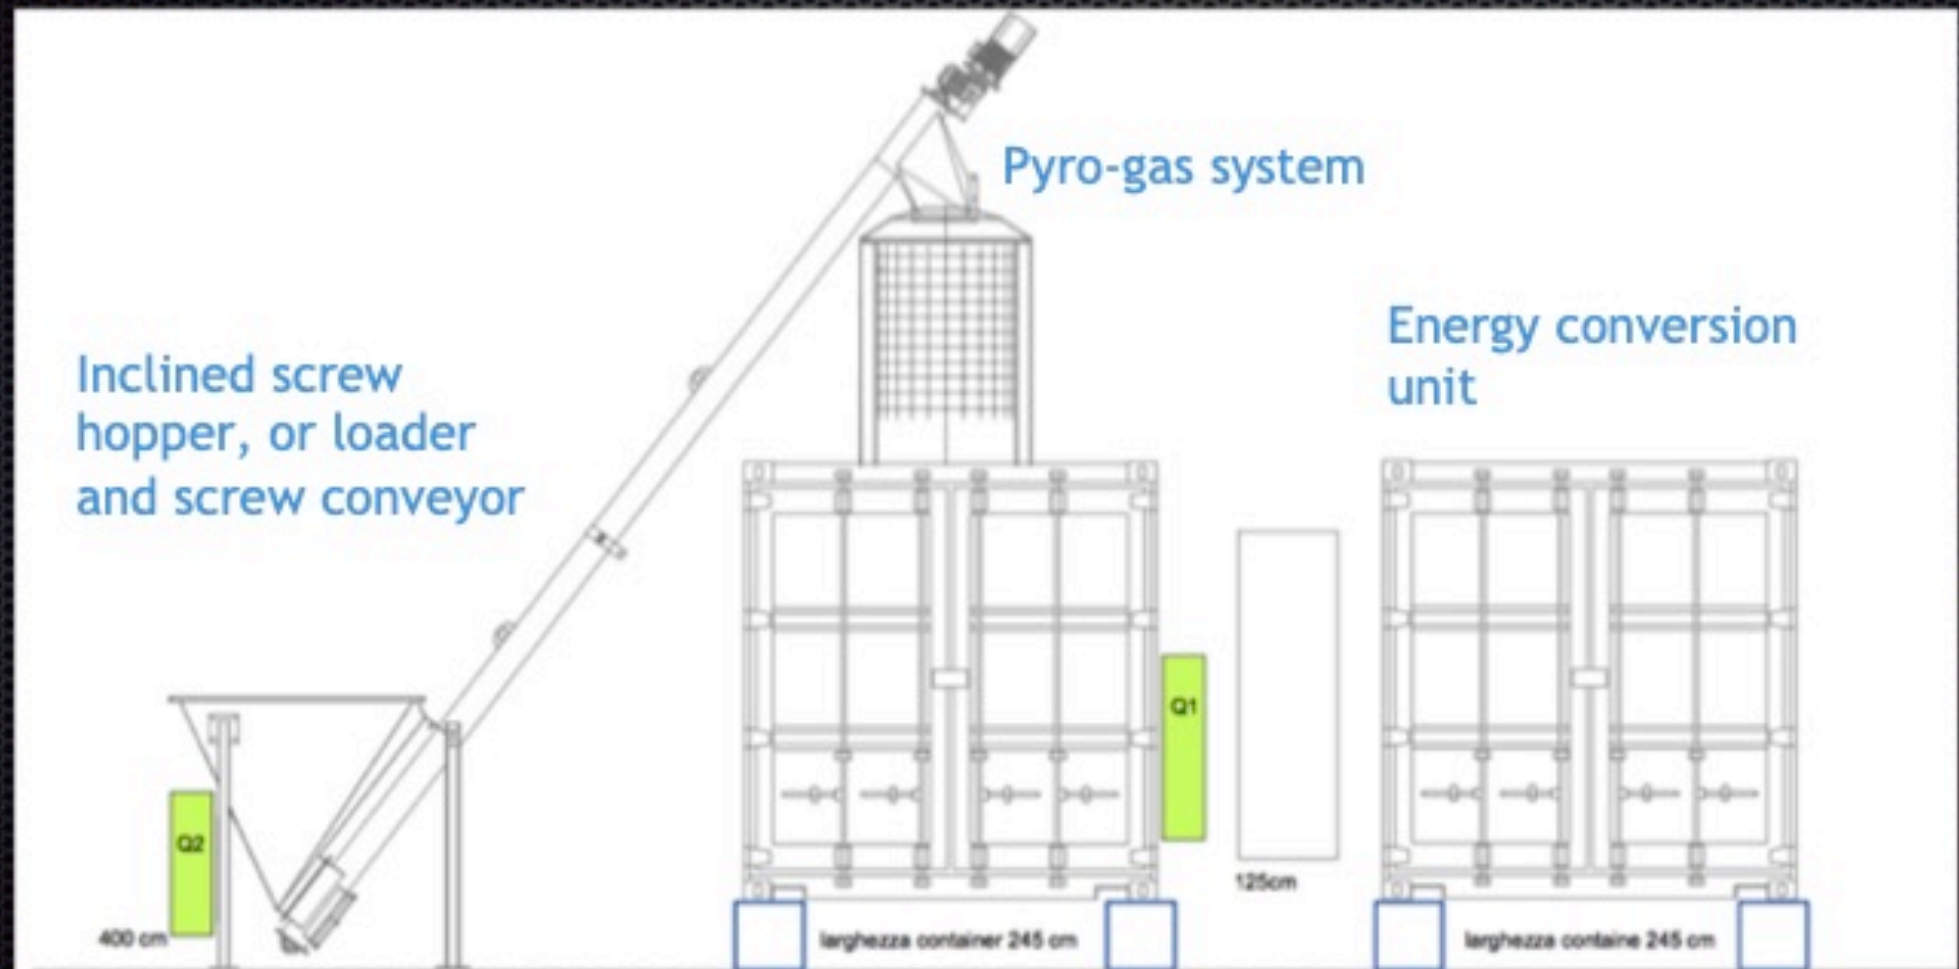 Pyro-gas system
Energy conversion
unit
Inclined screw
hopper, or loader
and screw conveyor
Q1
Q2
125cm
400 cm
larghezza container 245 cm
larghezza containe 245 cm